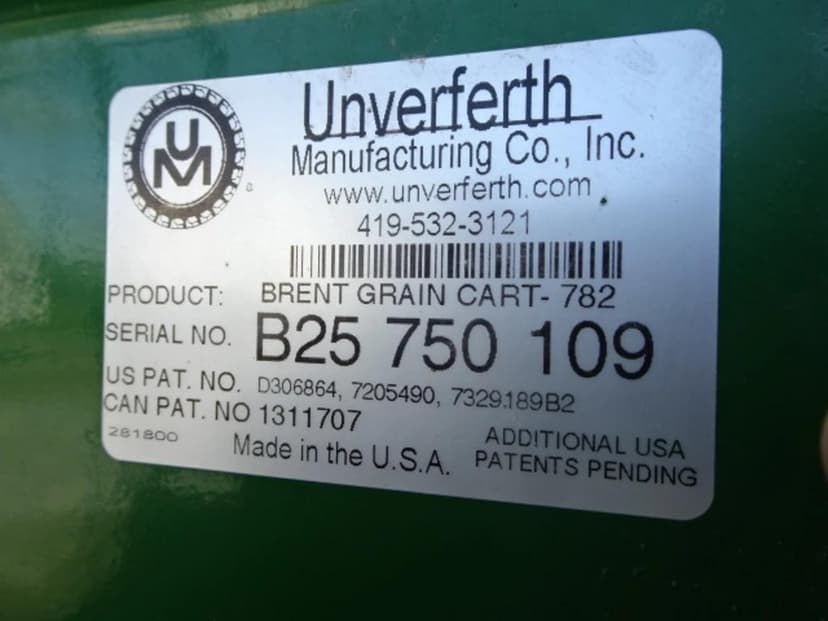 UM
Unverferth
Manufacturing Co., Inc.
www.unverferth.com
419-532-3121
PRODUCT: BRENT GRAIN CART- 782
SERIAL NO. B25 750 109
US PAT. NO. D306864, 7205490, 7329189B2
CAN PAT. NO 1311707
281800
Made in the U.S.A.
ADDITIONAL USA
PATENTS PENDING